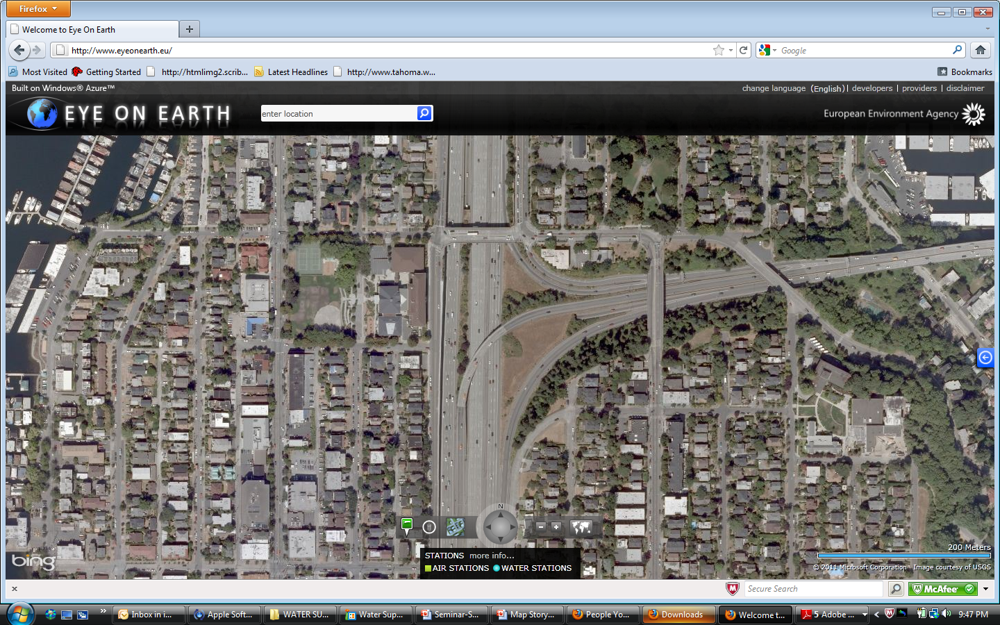 Firefox
Welcome to Eye On Earth
http://www.eyeonearth.eu/
Google
Most Visited
Getting Started
http://htmlimg2.scrib...
Latest Headlines
http://www.tahoma.w...
Bookmarks
Built on Windows® Azure™
change language (English) | developers | providers | disclaimer
EYE ON EARTH
enter location
European Environment Agency
N
STATIONS more info...
AIR STATIONS WATER STATIONS
bing
200 Meters
© 2011 Microsoft Corporation Image courtesy of USGS
x
Secure Search
McAfee
Inbox in i...
Apple Soft...
WATER SU...
Water Sup...
Seminar-S...
Map Story...
People Yo...
Downloads
Welcome t...
5 Adobe ...
9:47 PM